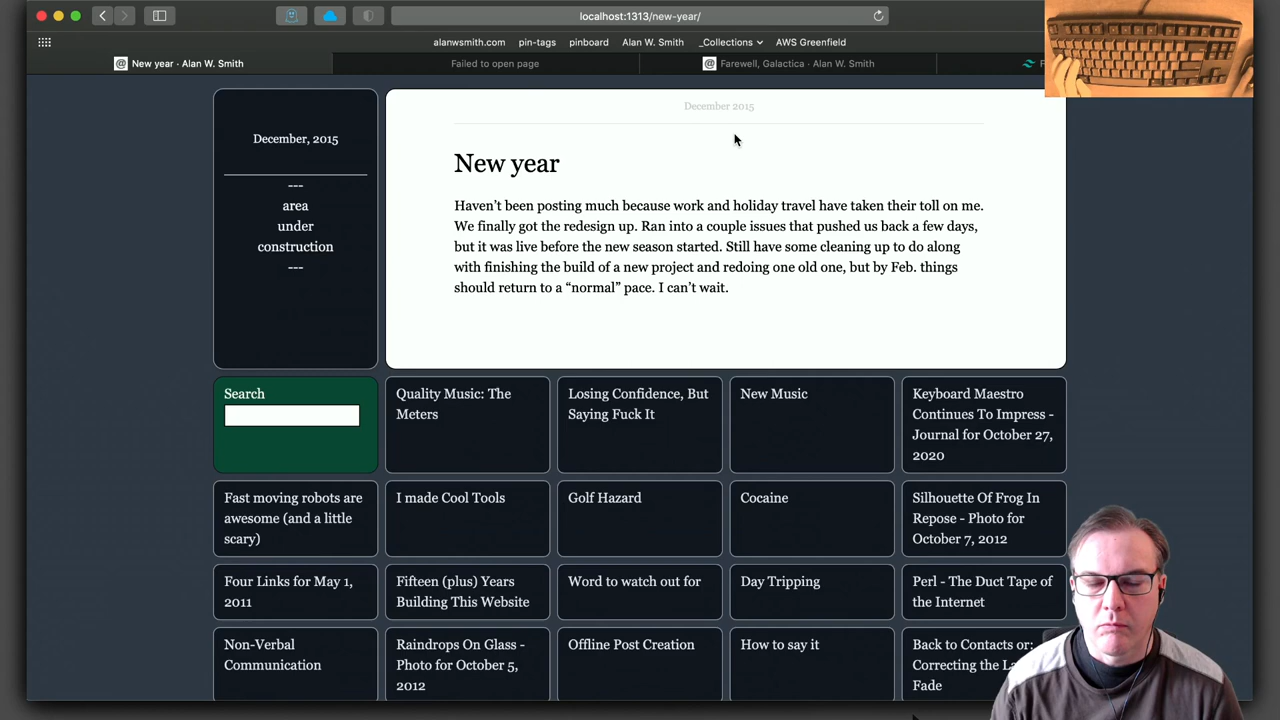 localhost:1313/new-year/
alanwsmith.com pin-tags pinboard Alan W. Smith _Collections AWS Greenfield
New year · Alan W. Smith
Failed to open page
Farewell, Galactica · Alan W. Smith
December, 2015
---
area
under
construction
---
December 2015
New year
Haven’t been posting much because work and holiday travel have taken their toll on me.
We finally got the redesign up. Ran into a couple issues that pushed us back a few days,
but it was live before the new season started. Still have some cleaning up to do along
with finishing the build of a new project and redoing one old one, but by Feb. things
should return to a “normal” pace. I can’t wait.
Search
Quality Music: The
Meters
Losing Confidence, But
Saying Fuck It
New Music
Keyboard Maestro
Continues To Impress -
Journal for October 27,
2020
Fast moving robots are
awesome (and a little
scary)
I made Cool Tools
Golf Hazard
Cocaine
Silhouette Of Frog In
Repose - Photo for
October 7, 2012
Four Links for May 1,
2011
Fifteen (plus) Years
Building This Website
Word to watch out for
Day Tripping
Perl - The Duct Tape of
the Internet
Non-Verbal
Communication
Raindrops On Glass -
Photo for October 5,
2012
Offline Post Creation
How to say it
Back to Contacts or:
Correcting the
Fade